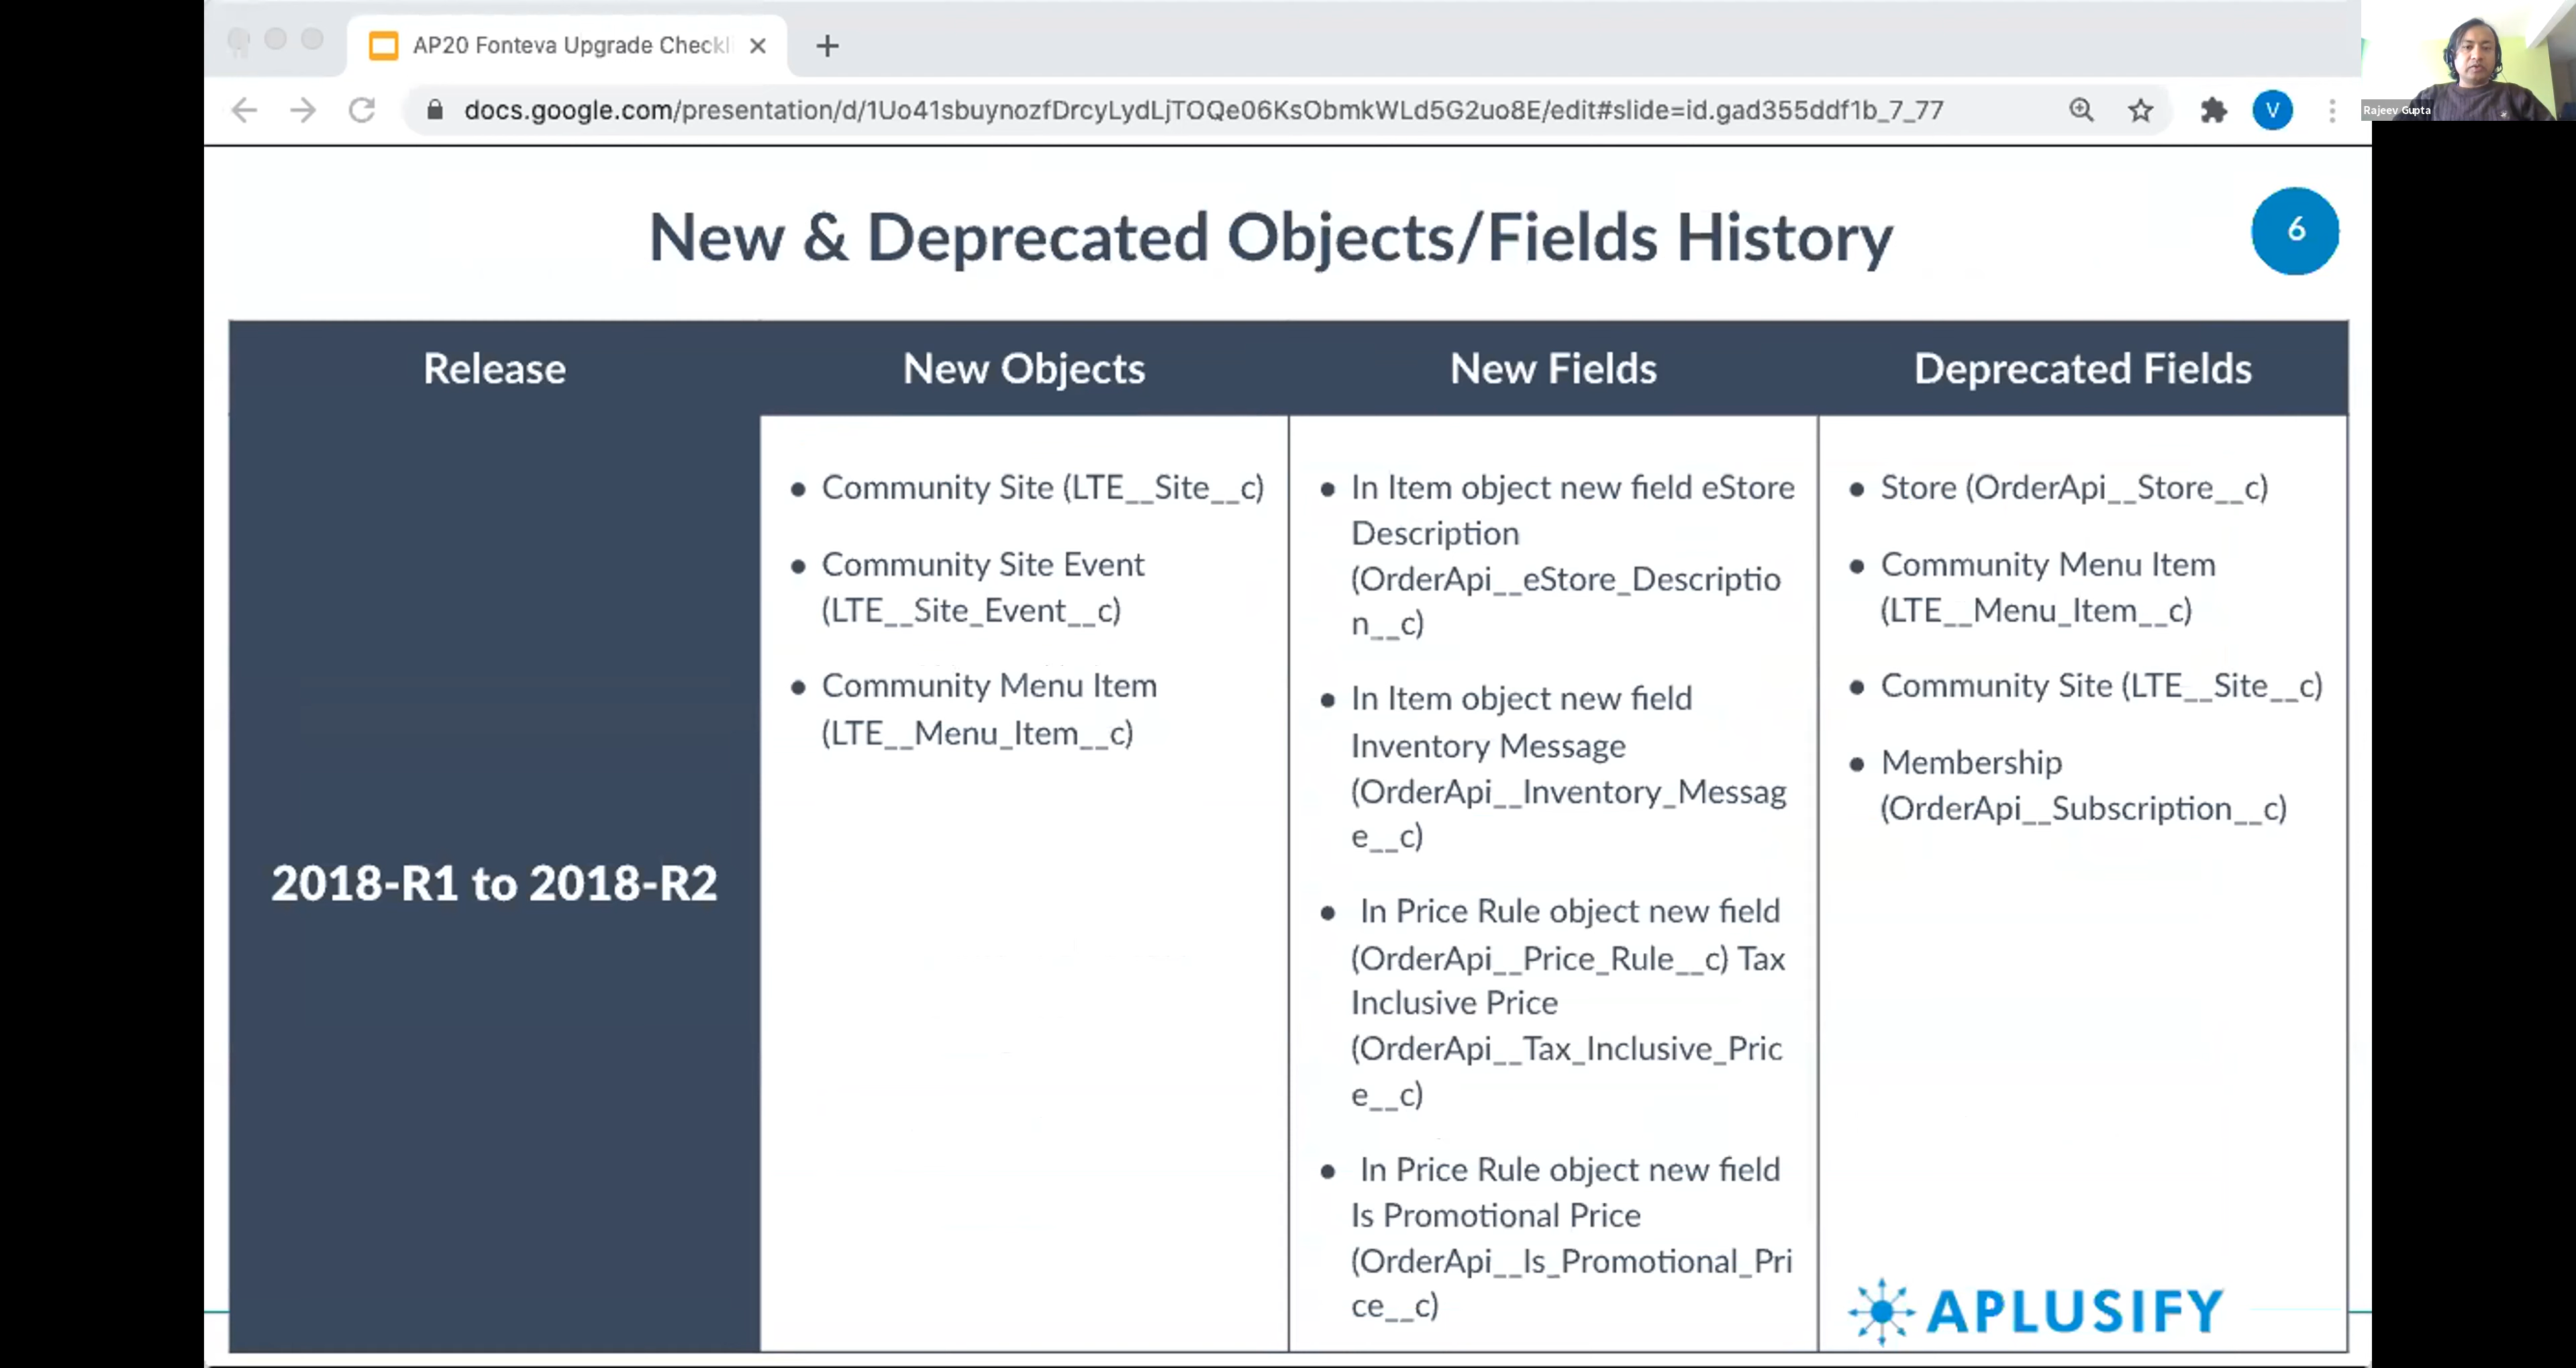 AP20 Fonteva Upgrade Checkli
docs.google.com/presentation/d/1Uo41sbuynozfDrcyLydLjTOQe06KsObmkWLd5G2uo8E/edit#slide=id.gad355ddf1b_7_77
V
Rajeev Gupta
New & Deprecated Objects/Fields History
6
Release
New Objects
New Fields
Deprecated Fields
2018-R1 to 2018-R2
● Community Site (LTE__Site__c)
● Community Site Event
(LTE__Site_Event__c)
● Community Menu Item
(LTE__Menu_Item__c)
● In Item object new field eStore
Description
(OrderApi__eStore_Descriptio
n__c)
● In Item object new field
Inventory Message
(OrderApi__Inventory_Messag
e__c)
● In Price Rule object new field
(OrderApi__Price_Rule__c) Tax
Inclusive Price
(OrderApi__Tax_Inclusive_Pric
e__c)
● In Price Rule object new field
Is Promotional Price
(OrderApi__Is_Promotional_Pri
ce__c)
● Store (OrderApi__Store__c)
● Community Menu Item
(LTE__Menu_Item__c)
● Community Site (LTE__Site__c)
● Membership
(OrderApi__Subscription__c)
APLUSIFY